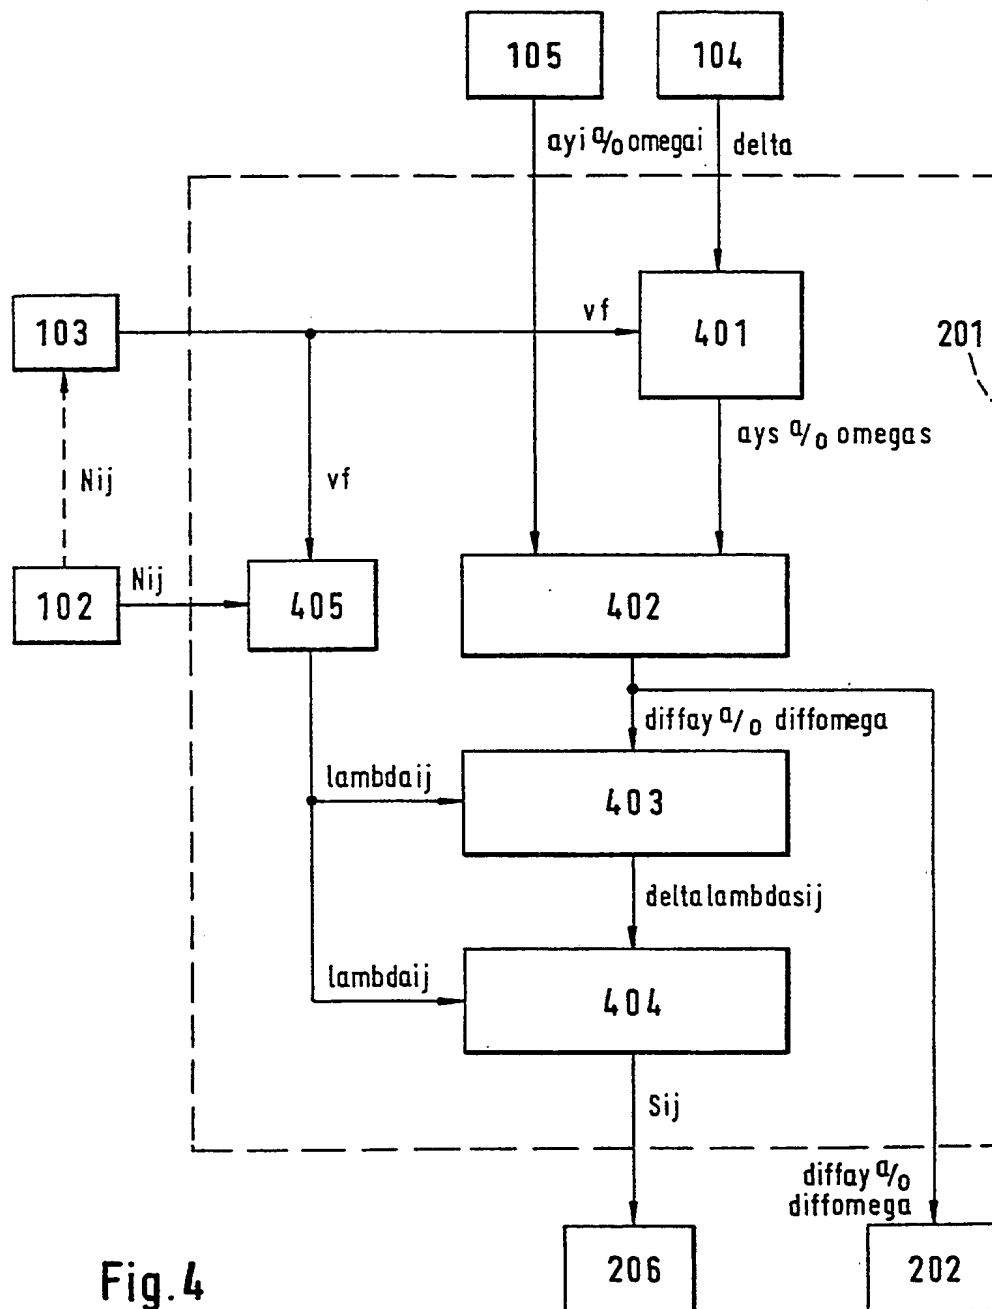 105
104
ayi a/o omegai
delta
103
vf
401
201
ays a/o omegas
Nij
vf
102
Nij
405
402
diffay a/o diffomega
lambdaij
403
deltalambdasij
lambdaij
404
Sij
diffay a/o
diffomega
Fig. 4
206
202